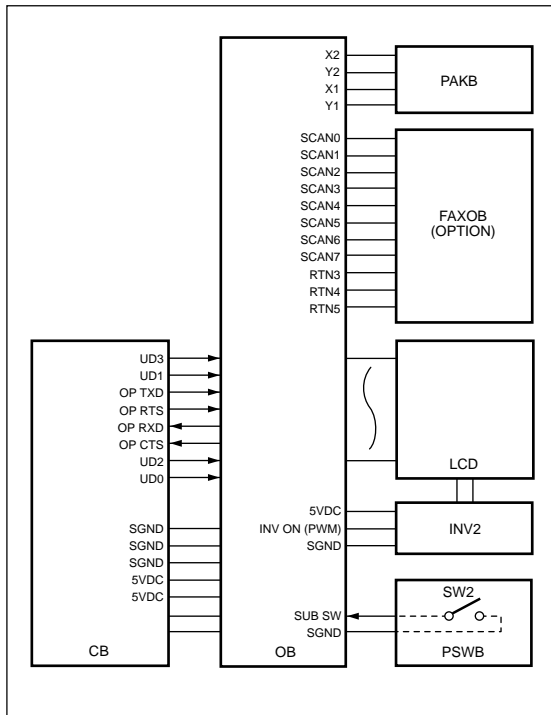 X2
Y2
X1
Y1
PAKB
SCAN0
SCAN1
SCAN2
SCAN3
SCAN4
SCAN5
SCAN6
SCAN7
RTN3
RTN4
RTN5
FAXOB
(OPTION)
UD3
UD1
OP TXD
OP RTS
OP RXD
OP CTS
UD2
UD0
SGND
SGND
SGND
5VDC
5VDC
CB
LCD
5VDC
INV ON (PWM)
SGND
INV2
SUB SW
SGND
OB
SW2
PSWB